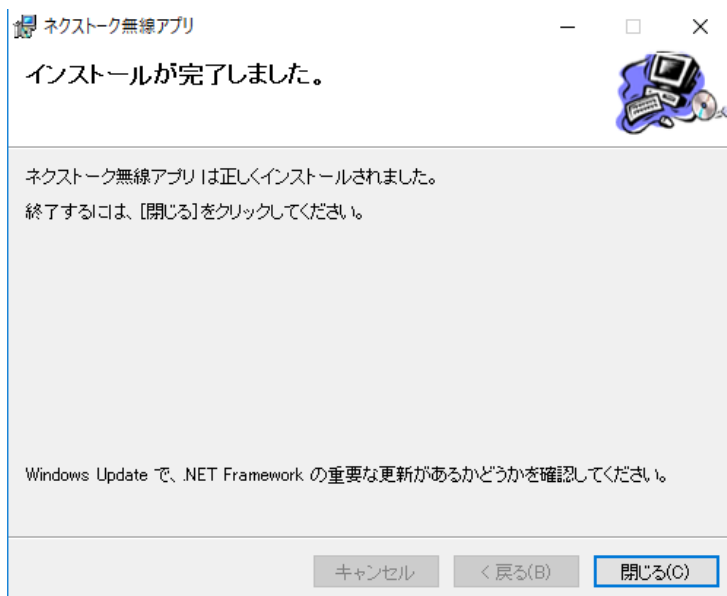 ネクストーク無線アプリ
インストールが完了しました。
ネクストーク無線アプリ は正しくインストールされました。
終了するには、[閉じる]をクリックしてください。
Windows Update で、.NET Framework の重要な更新があるかどうかを確認してください。
キャンセル
< 戻る(B)
閉じる(C)